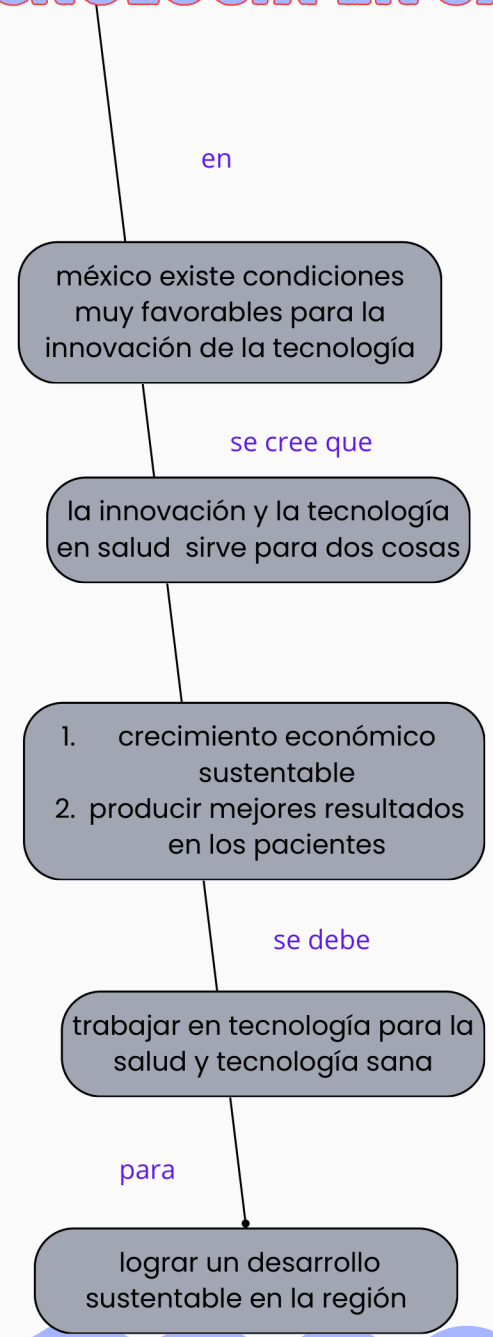 en
méxico existe condiciones
muy favorables para la
innovación de la tecnología
se cree que
la innovación y la tecnología
en salud sirve para dos cosas
1. crecimiento económico
sustentable
2. producir mejores resultados
en los pacientes
se debe
trabajar en tecnología para la
salud y tecnología sana
para
lograr un desarrollo
sustentable en la región